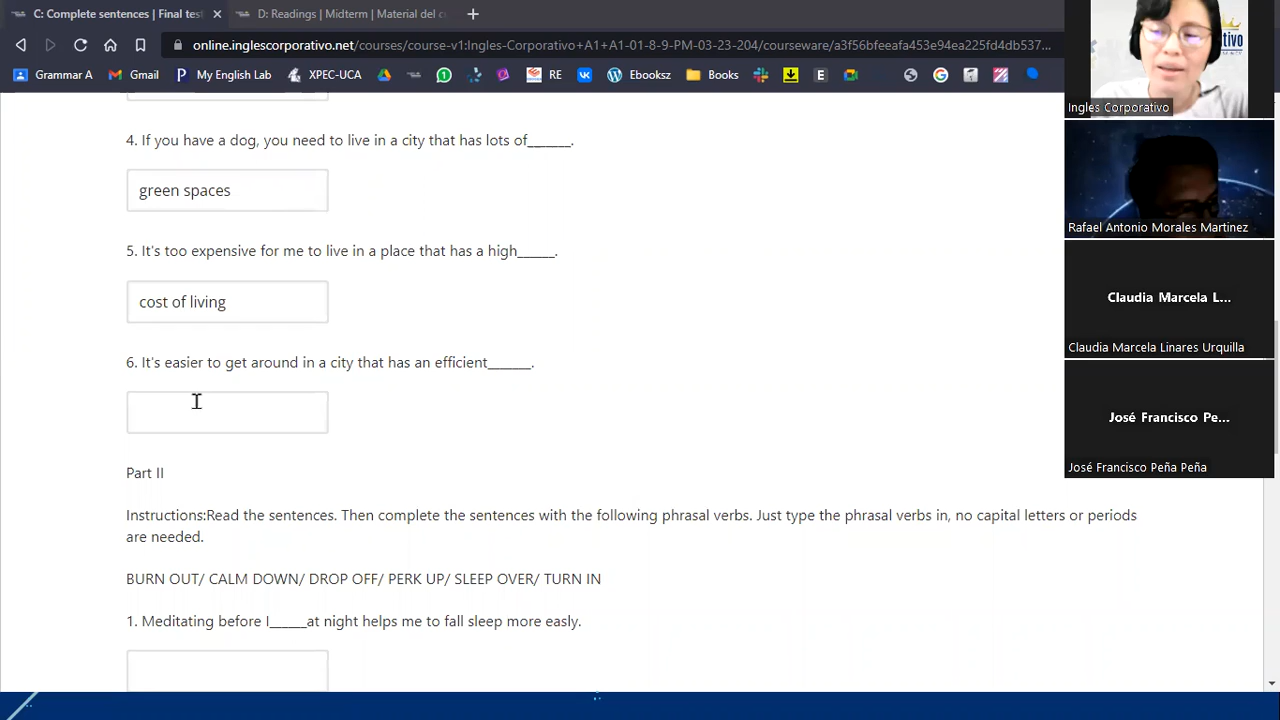 C: Complete sentences | Final test
D: Readings | Midterm | Material del c
online.inglescorporativo.net/courses/course-v1:Ingles-Corporativo+A1+A1-01-8-9-PM-03-23-204/courseware/a3f56bfeefa453e94ea225fd4db537...
Grammar A
Gmail
My English Lab
XPEC-UCA
RE
Ebooksz
Books
4. If you have a dog, you need to live in a city that has lots of______.
green spaces
5. It's too expensive for me to live in a place that has a high_____.
cost of living
6. It's easier to get around in a city that has an efficient______.
Part II
Instructions:Read the sentences. Then complete the sentences with the following phrasal verbs. Just type the phrasal verbs in, no capital letters or periods
are needed.
BURN OUT/ CALM DOWN/ DROP OFF/ PERK UP/ SLEEP OVER/ TURN IN
1. Meditating before I_____at night helps me to fall sleep more easly.
Ingles Corporativo
Rafael Antonio Morales Martinez
Claudia Marcela L...
Claudia Marcela Linares Urquilla
José Francisco Pe...
José Francisco Peña Peña